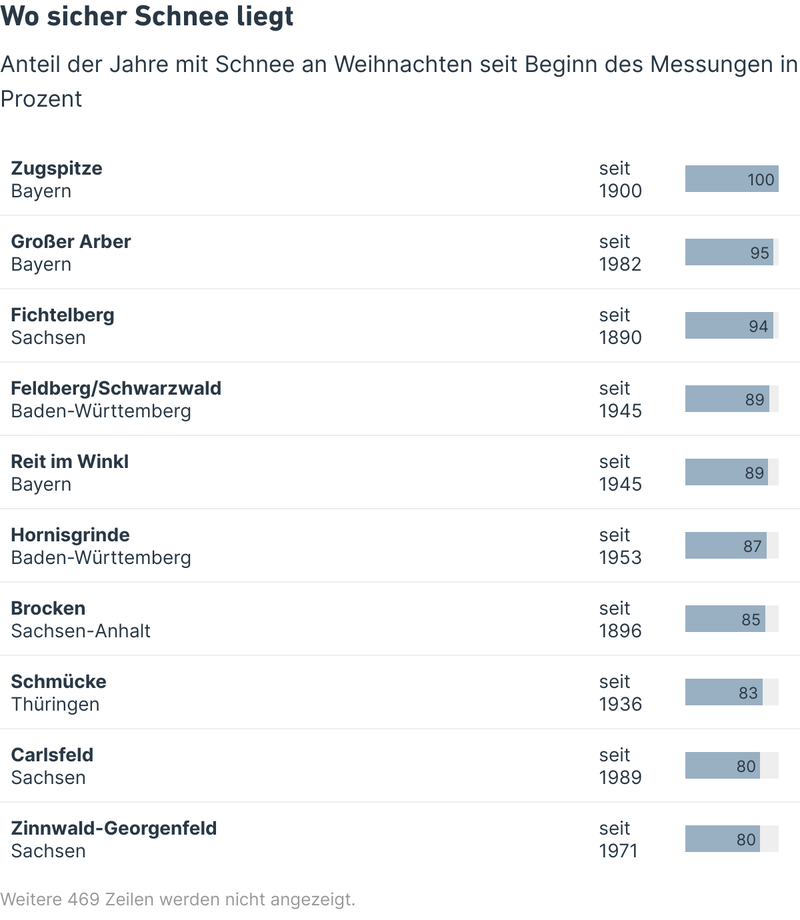 Wo sicher Schnee liegt
Anteil der Jahre mit Schnee an Weihnachten seit Beginn des Messungen in
Prozent
Zugspitze
Bayern
seit
1900
100
Großer Arber
Bayern
seit
1982
95
Fichtelberg
Sachsen
seit
1890
94
Feldberg/Schwarzwald
Baden-Württemberg
seit
1945
89
Reit im Winkl
Bayern
seit
1945
89
Hornisgrinde
Baden-Württemberg
seit
1953
87
Brocken
Sachsen-Anhalt
seit
1896
85
Schmücke
Thüringen
seit
1936
83
Carlsfeld
Sachsen
seit
1989
80
Zinnwald-Georgenfeld
Sachsen
seit
1971
80
Weitere 469 Zeilen werden nicht angezeigt.